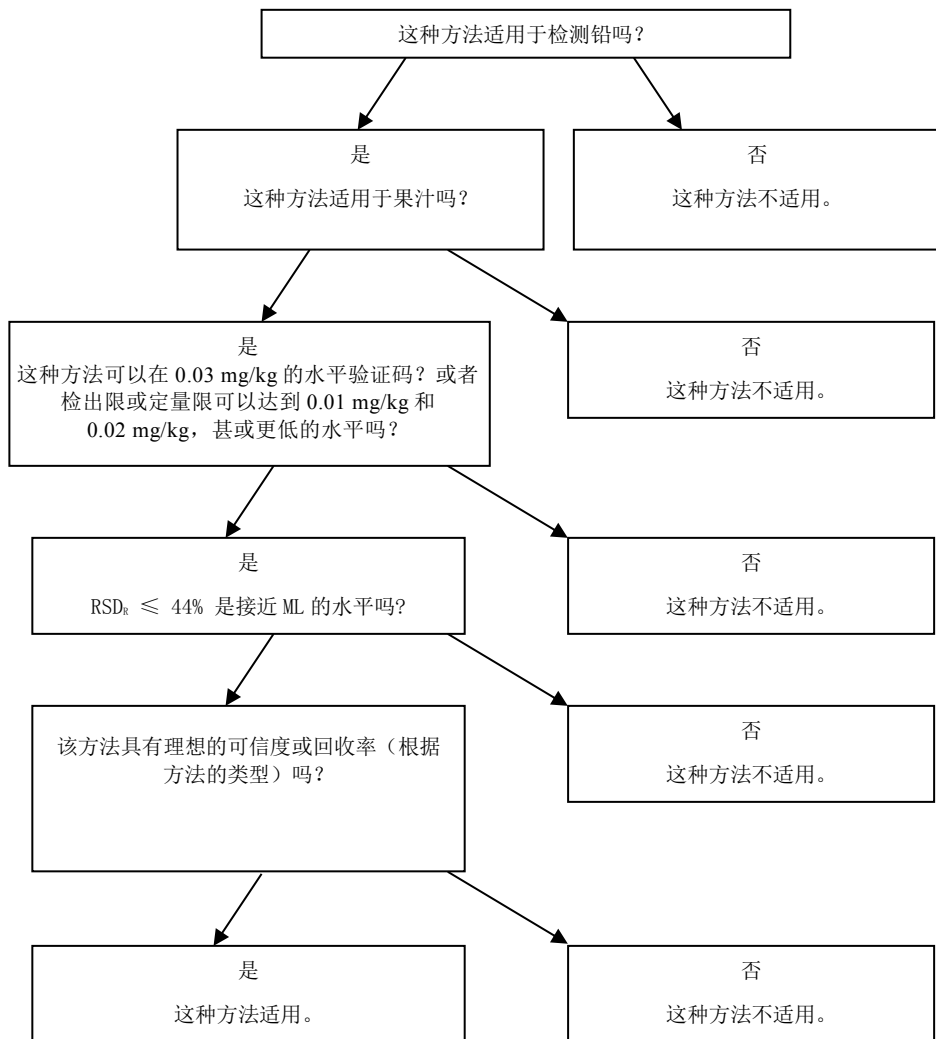 这种方法适用于检测铅吗？
是
这种方法适用于果汁吗？
否
这种方法不适用。
是
这种方法可以在 0.03 mg/kg 的水平验证码？或者
检出限或定量限可以达到 0.01 mg/kg 和
0.02 mg/kg，甚或更低的水平吗？
否
这种方法不适用。
是
RSDR ≤ 44% 是接近 ML 的水平吗?
否
这种方法不适用。
该方法具有理想的可信度或回收率（根据
方法的类型）吗？
否
这种方法不适用。
是
这种方法适用。
否
这种方法不适用。